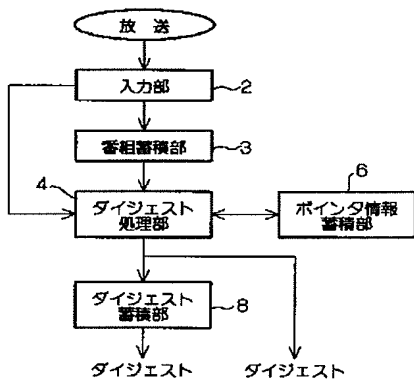 放 送
入力部
2
番組蓄積部
3
4
ダイジェスト
処理部
6
ポインタ情報
蓄積部
ダイジェスト
蓄積部
8
ダイジェスト
ダイジェスト